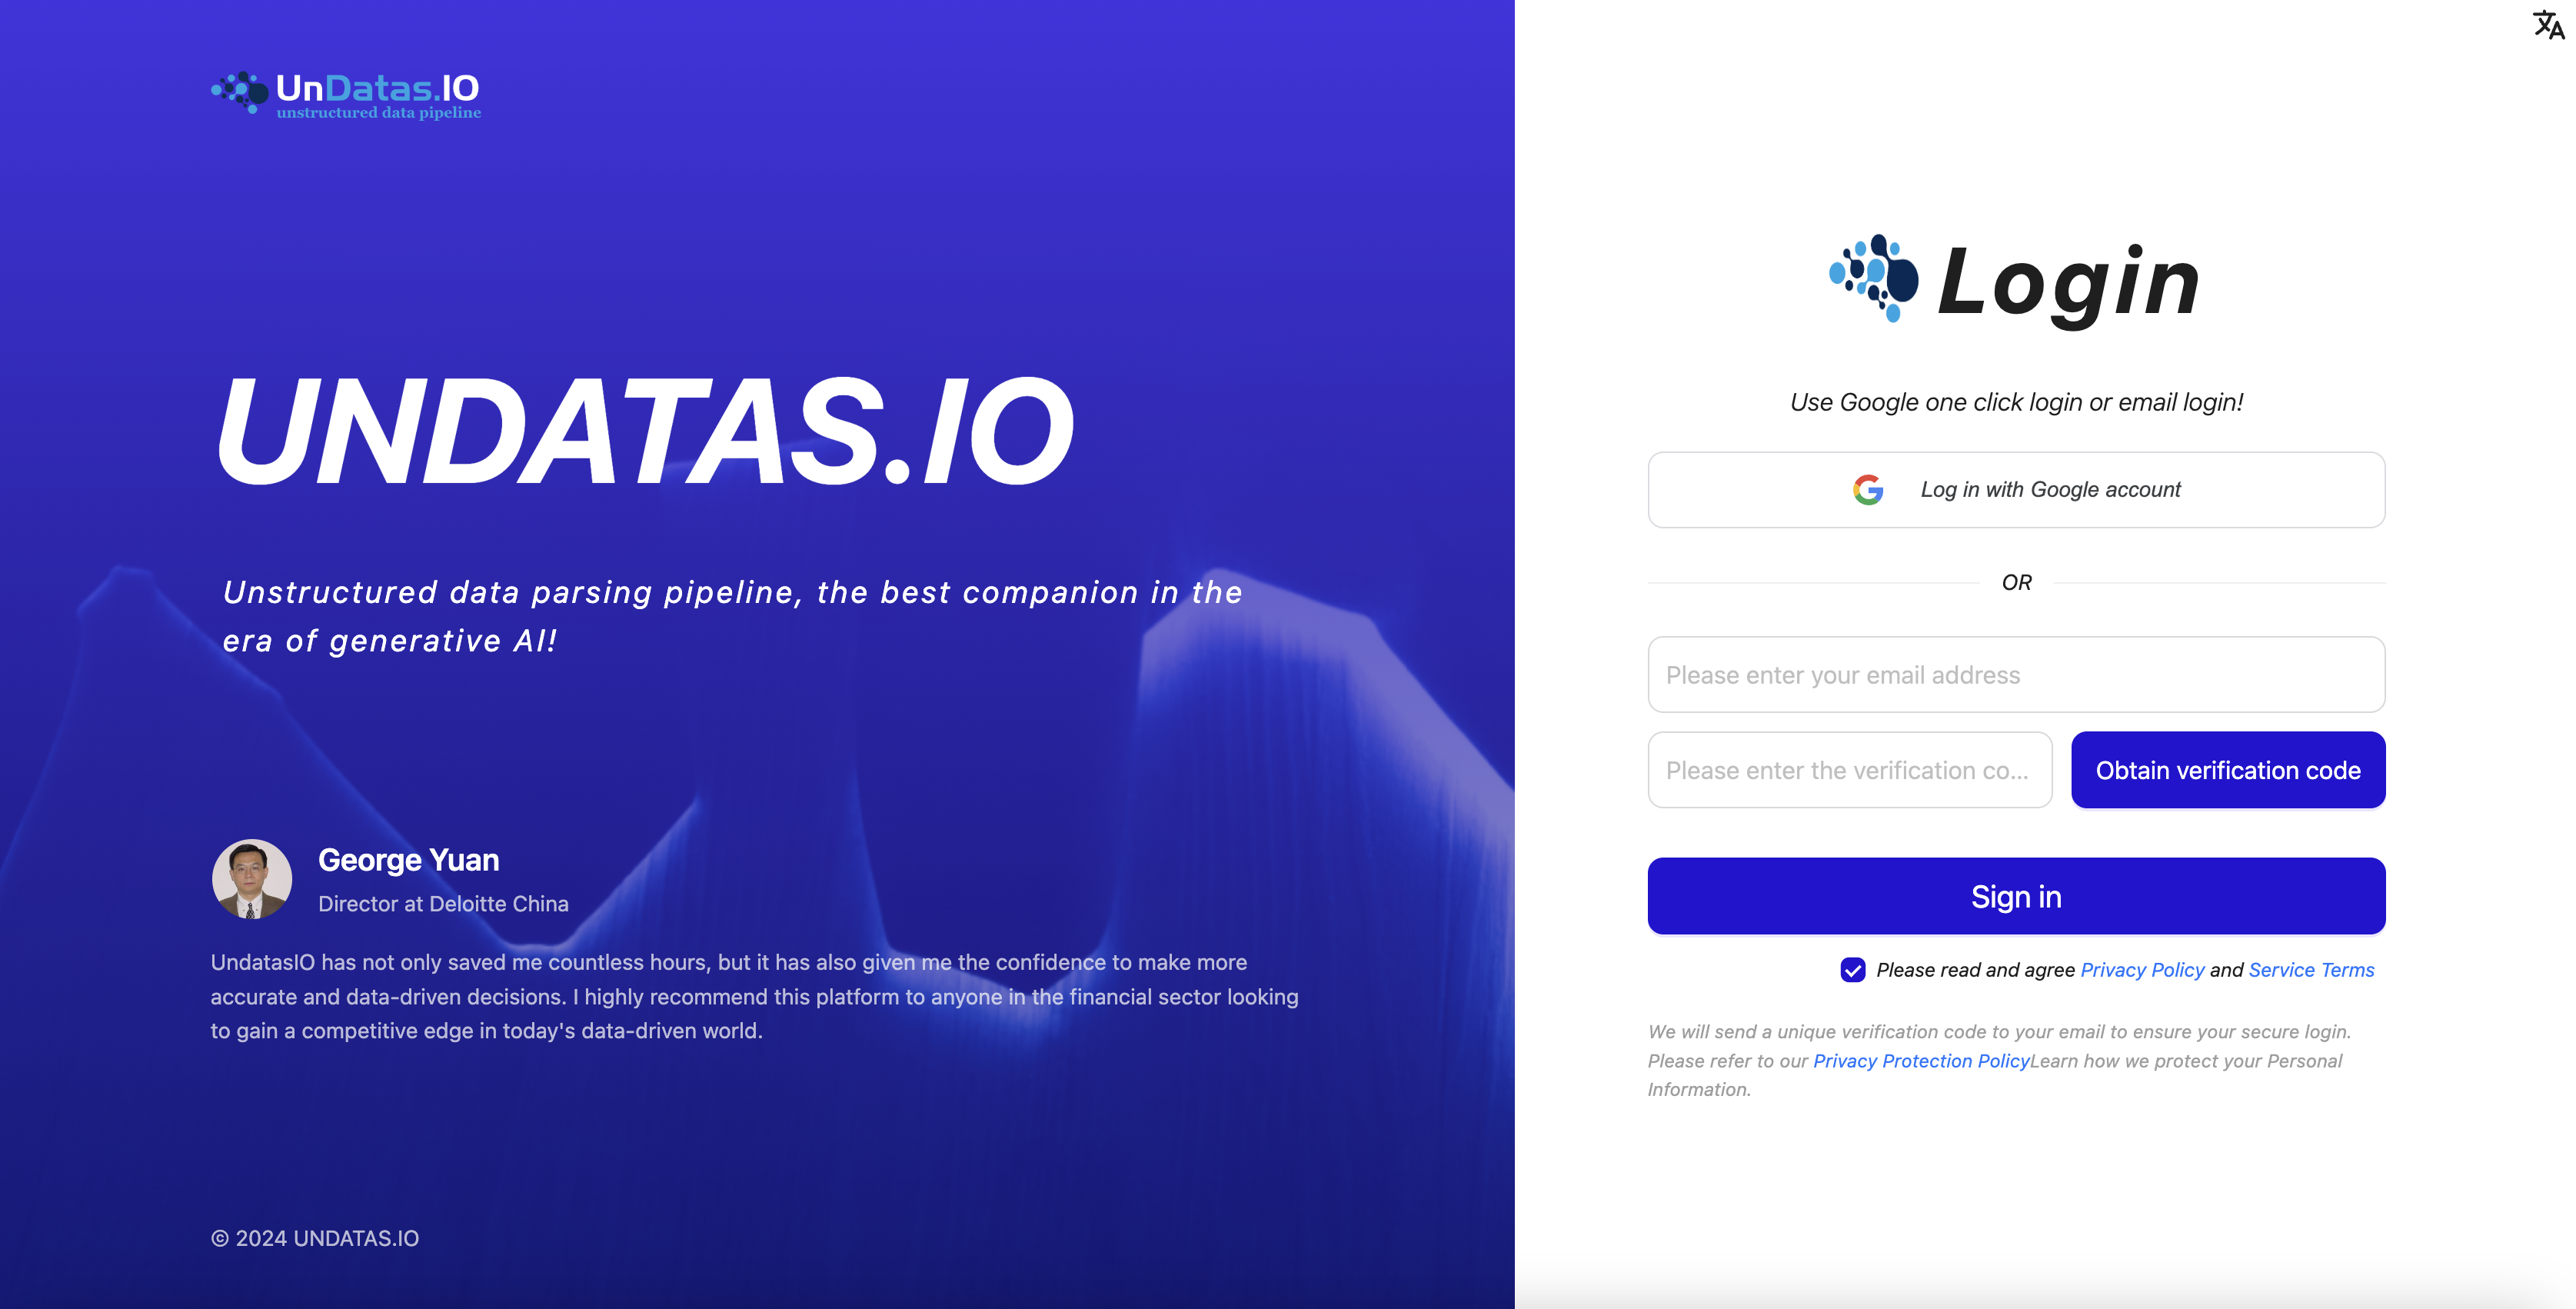 UnDatas.IO
unstructured data pipeline
UNDATAS.IO
Unstructured data parsing pipeline, the best companion in the
era of generative AI!
George Yuan
Director at Deloitte China
UndatasIO has not only saved me countless hours, but it has also given me the confidence to make more
accurate and data-driven decisions. I highly recommend this platform to anyone in the financial sector looking
to gain a competitive edge in today's data-driven world.
© 2024 UNDATAS.IO
文A
Login
Use Google one click login or email login!
G
Log in with Google account
OR
Please enter your email address
Please enter the verification co...
Obtain verification code
Sign in
Please read and agree Privacy Policy and Service Terms
We will send a unique verification code to your email to ensure your secure login.
Please refer to our Privacy Protection PolicyLearn how we protect your Personal
Information.